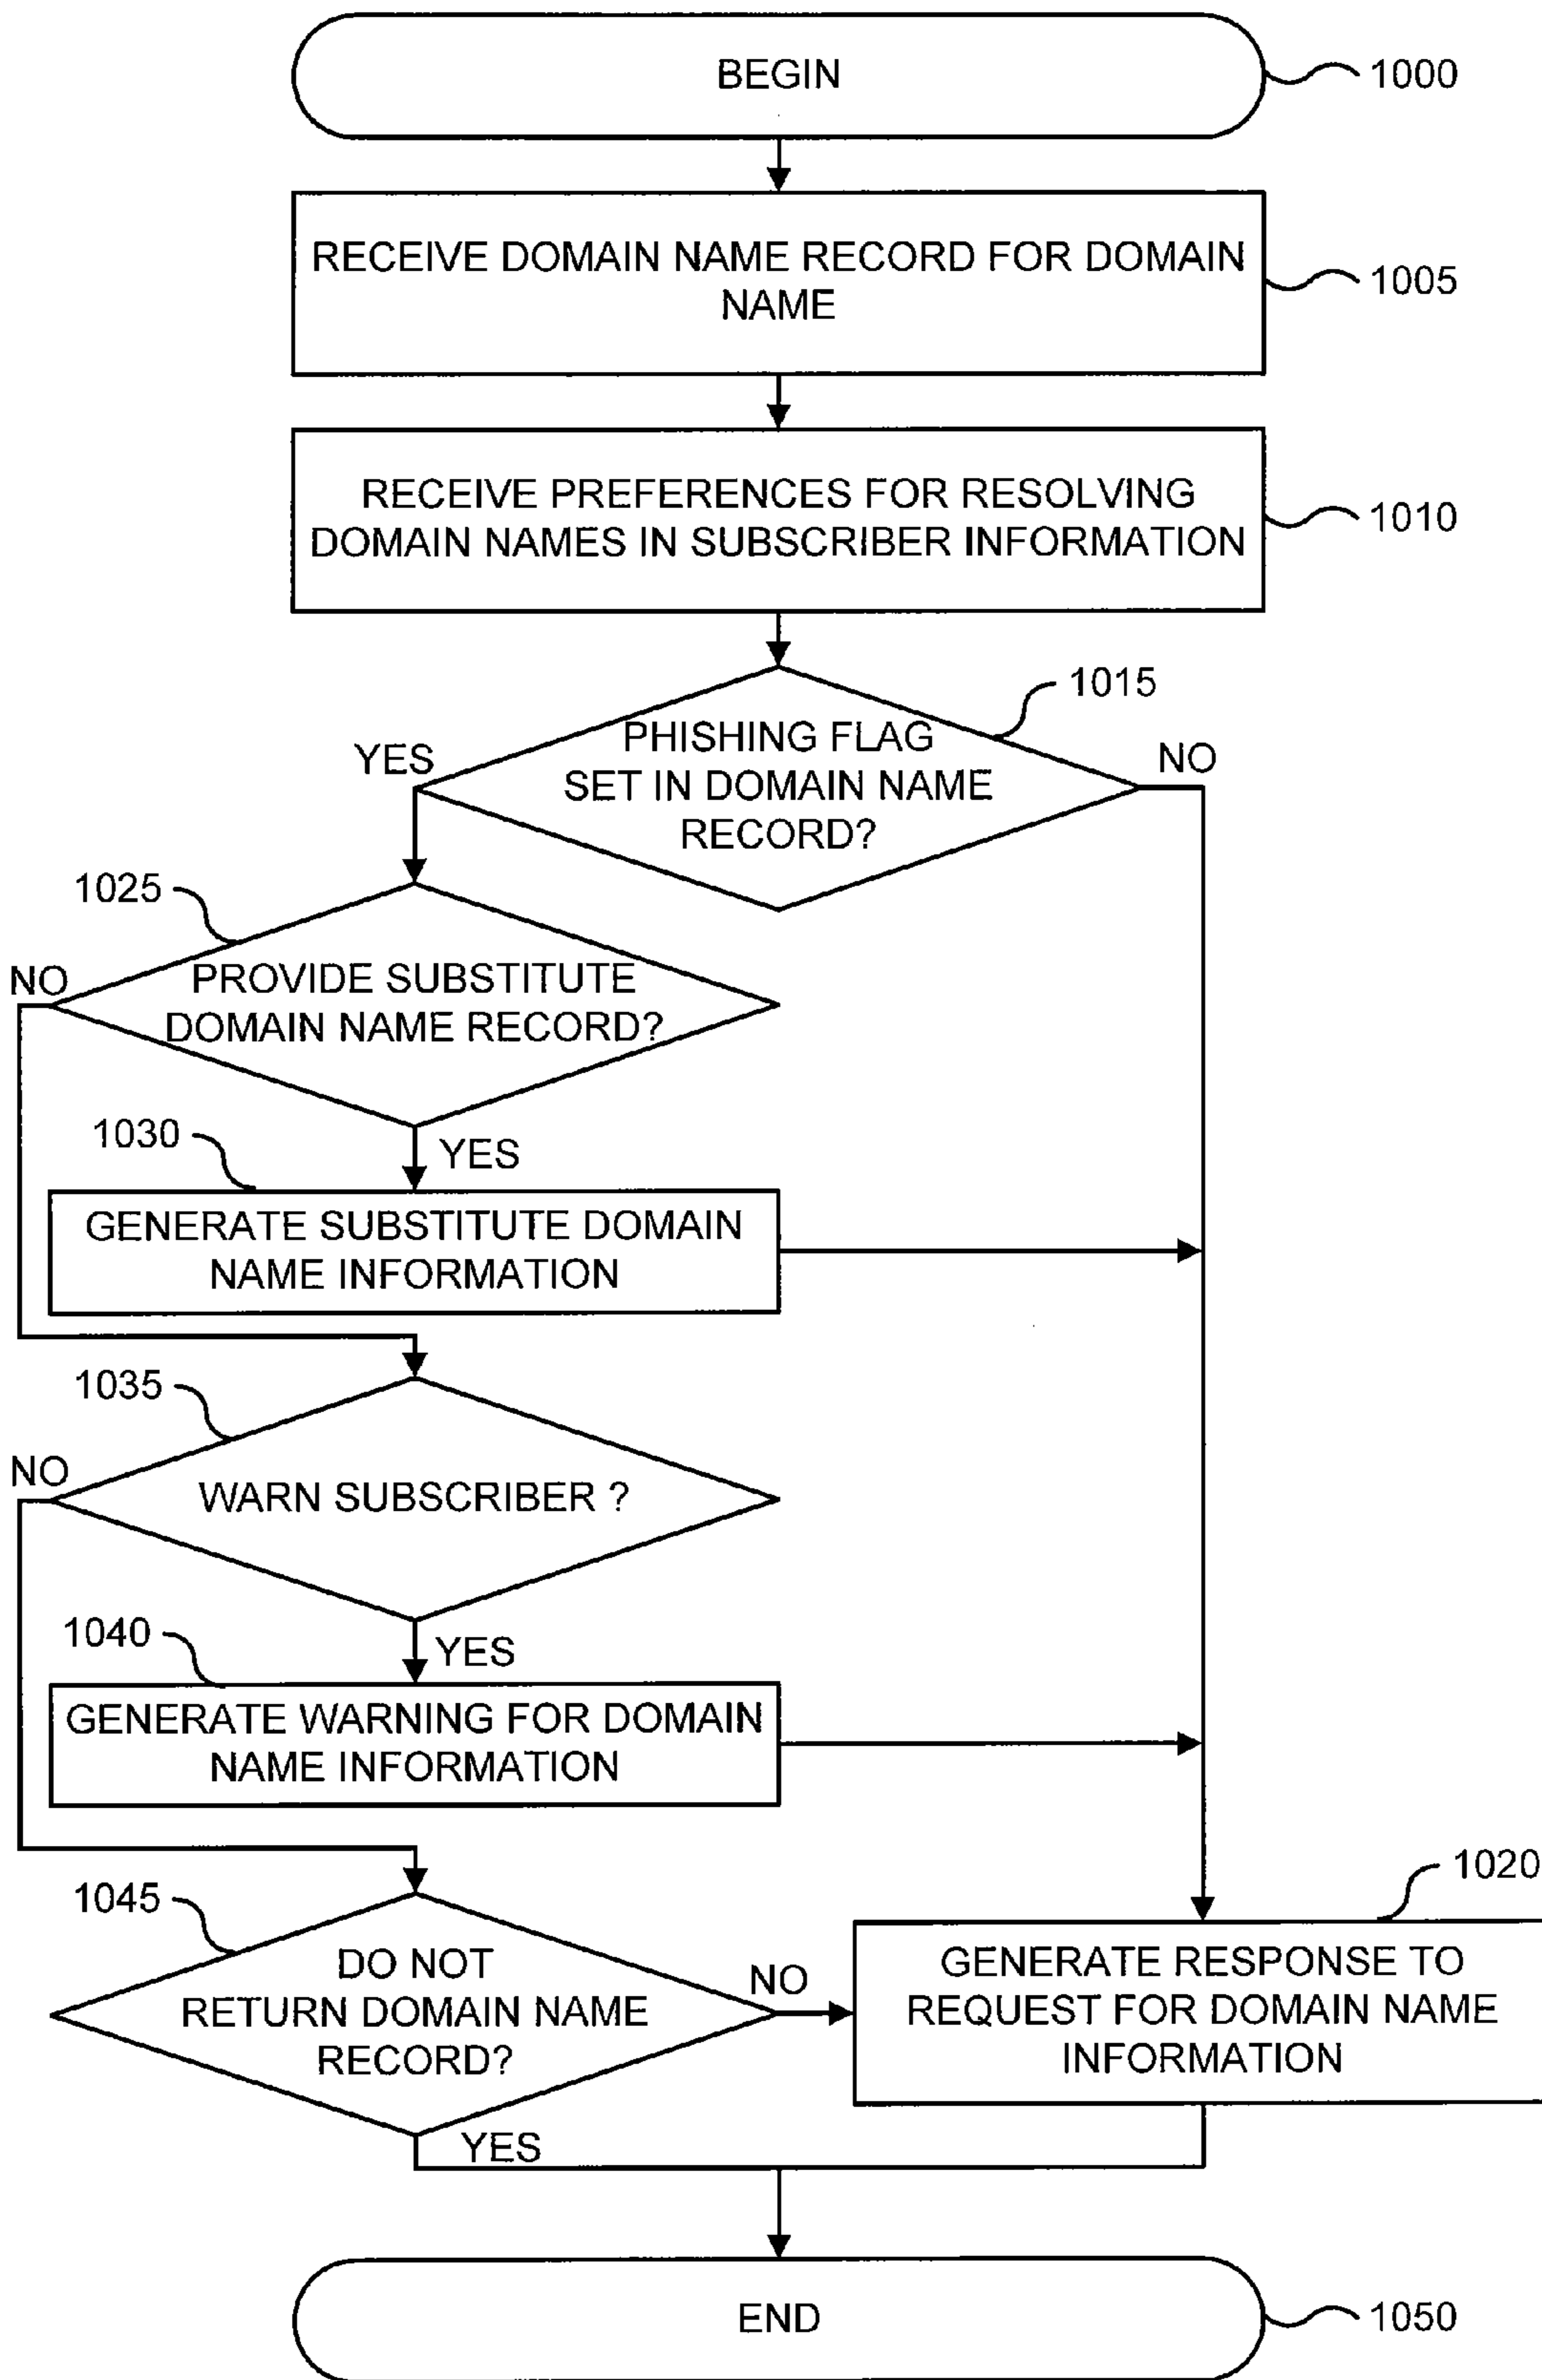 BEGIN
1000
RECEIVE DOMAIN NAME RECORD FOR DOMAIN
NAME
1005
RECEIVE PREFERENCES FOR RESOLVING
DOMAIN NAMES IN SUBSCRIBER INFORMATION
1010
1015
PHISHING FLAG
SET IN DOMAIN NAME
RECORD?
YES
NO
1025
PROVIDE SUBSTITUTE
DOMAIN NAME RECORD?
NO
YES
1030
GENERATE SUBSTITUTE DOMAIN
NAME INFORMATION
1035
NO
WARN SUBSCRIBER ?
YES
1040
GENERATE WARNING FOR DOMAIN
NAME INFORMATION
1045
DO NOT
RETURN DOMAIN NAME
RECORD?
NO
YES
1020
GENERATE RESPONSE TO
REQUEST FOR DOMAIN NAME
INFORMATION
END
1050